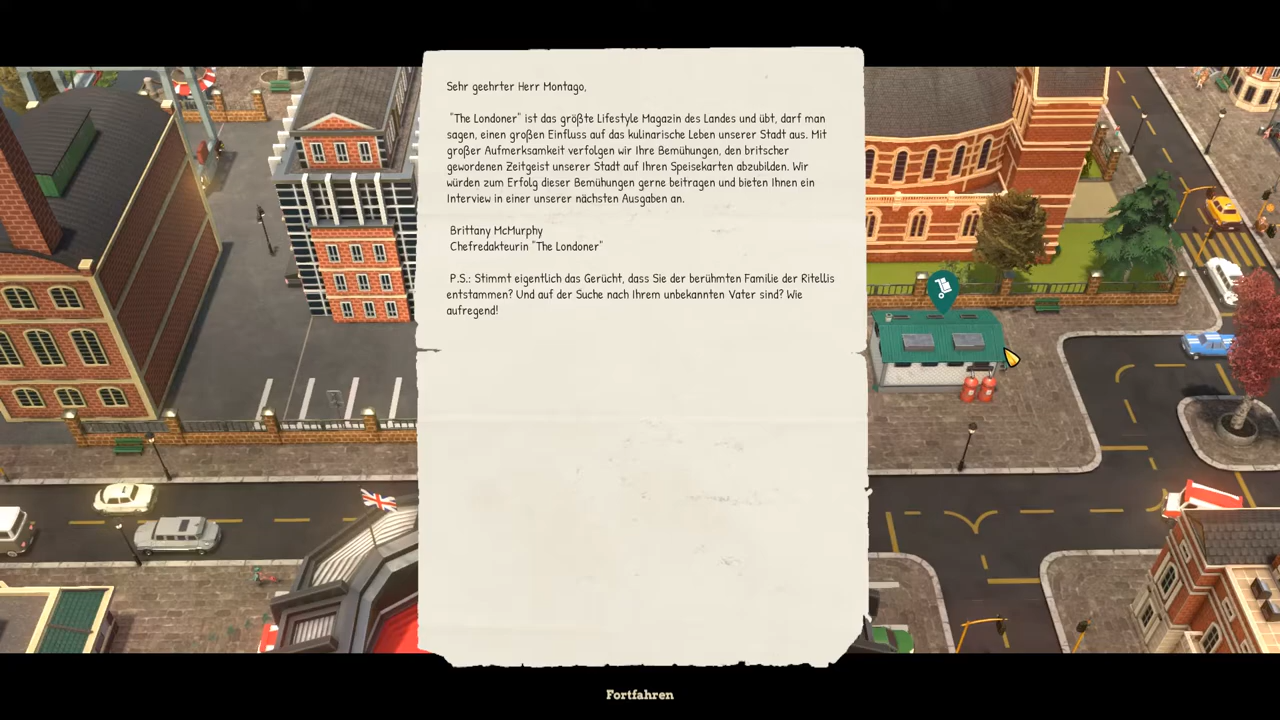 Sehr geehrter Herr Montago,
"The Londoner" ist das größte Lifestyle Magazin des Landes und übt, darf man
sagen, einen großen Einfluss auf das kulinarische Leben unserer Stadt aus. Mit
großer Aufmerksamkeit verfolgen wir Ihre Bemühungen, den britscher
gewordenen Zeitgeist unserer Stadt auf Ihren Speisekarten abzubilden. Wir
würden zum Erfolg dieser Bemühungen gerne beitragen und bieten Ihnen ein
Interview in einer unserer nächsten Ausgaben an.
Brittany McMurphy
Chefredakteurin "The Londoner"
P.S.: Stimmt eigentlich das Gerücht, dass Sie der berühmten Familie der Ritellis
entstammen? Und auf der Suche nach Ihrem unbekannten Vater sind? Wie
aufregend!
Fortfahren